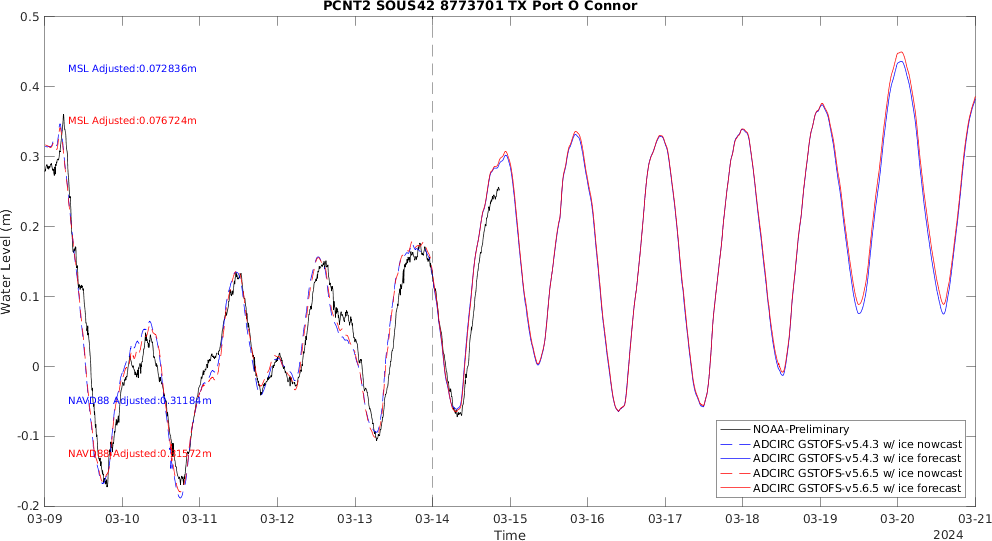 PCNT2 SOUS42 8773701 TX Port O Connor
0.5
0.4
0.3
0.2
0.1
0
-0.1
-0.2
Water Level (m)
MSL Adjusted:0.072836m
MSL Adjusted:0.076724m
NAVD88 Adjusted:0.31184m
NAVD88 Adjusted:0.31572m
NOAA-Preliminary
ADCIRC GSTOFS-v5.4.3 w/ ice nowcast
ADCIRC GSTOFS-v5.4.3 w/ ice forecast
ADCIRC GSTOFS-v5.6.5 w/ ice nowcast
ADCIRC GSTOFS-v5.6.5 w/ ice forecast
03-09 03-10 03-11 03-12 03-13 03-14 03-15 03-16 03-17 03-18 03-19 03-20 03-21
Time
2024